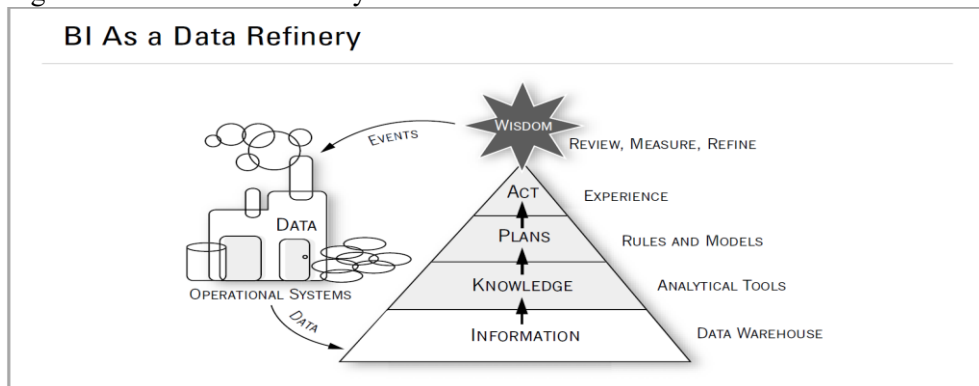 BI As a Data Refinery
WISDOM
EVENTS
REVIEW, MEASURE, REFINE
ACT
EXPERIENCE
DATA
PLANS
RULES AND MODELS
KNOWLEDGE
ANALYTICAL TOOLS
OPERATIONAL SYSTEMS
DATA
INFORMATION
DATA WAREHOUSE